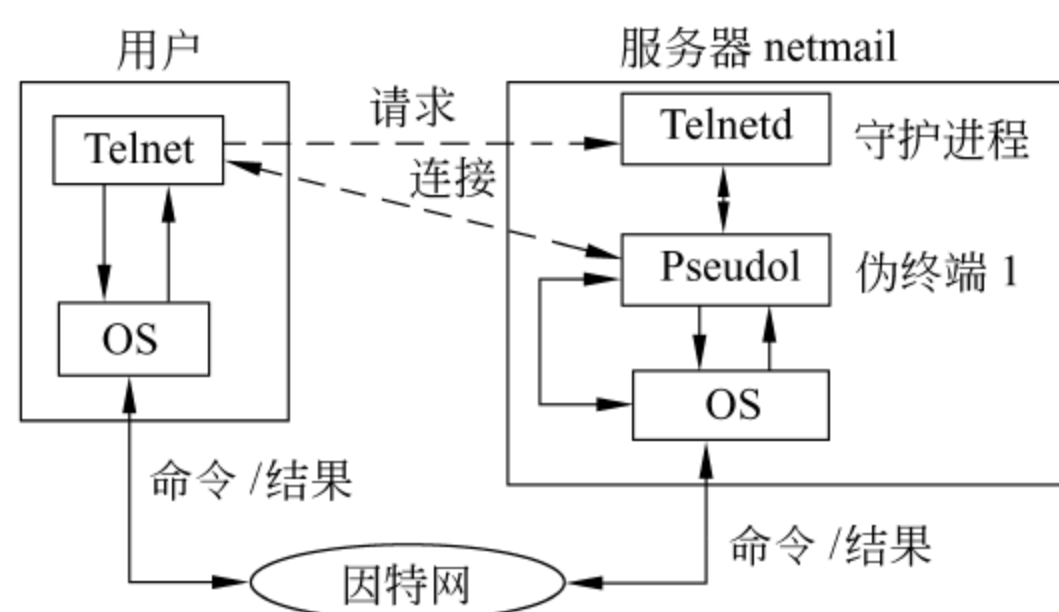 用户
服务器 netmail
Telnet
请求
Telnetd
守护进程
连接
Pseudol
伪终端 1
OS
OS
命令 /结果
命令 /结果
因特网